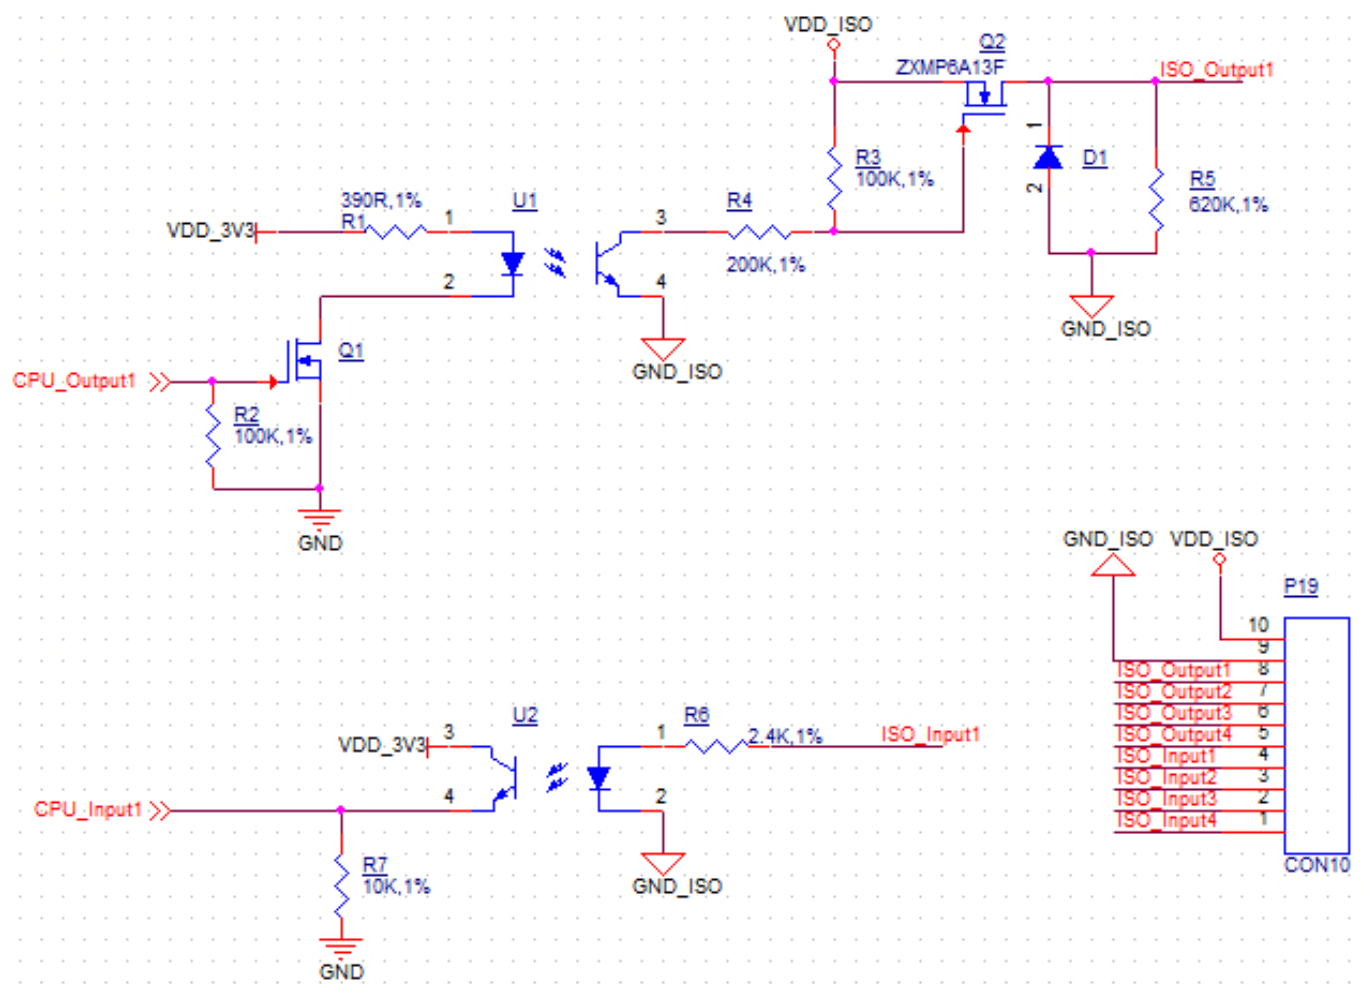 VDD_ISO
Q2
ZXMP6A13F
ISO_Output1
1
2
D1
R3
100K,1%
R5
620K,1%
390R,1%
R1
VDD_3V3
1
U1
3
R4
200K,1%
2
4
GND_ISO
GND_ISO
Q1
CPU_Output1
R2
100K,1%
GND
GND_ISO
VDD_ISO
P19
10
9
ISO_Output1 8
ISO_Output2 7
ISO_Output3 6
ISO_Output4 5
ISO_Input1 4
ISO_Input2 3
ISO_Input3 2
ISO_Input4 1
CON10
3
U2
1
R6
2.4K,1%
ISO_Input1
VDD_3V3
CPU_Input1
4
2
R7
10K,1%
GND_ISO
GND